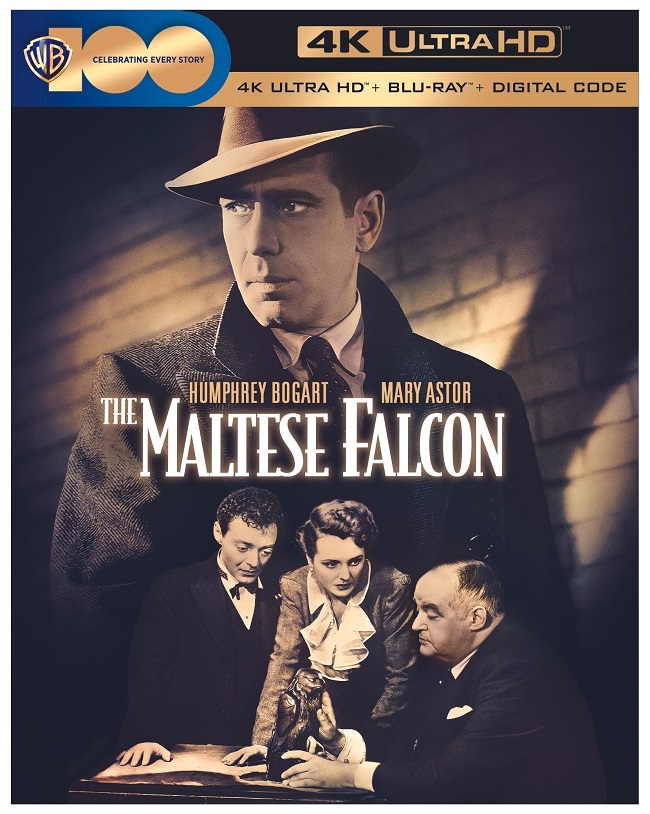 WB
100
CELEBRATING EVERY STORY
4K ULTRA HD™
4K ULTRA HD™ + BLU-RAY™ + DIGITAL CODE
HUMPHREY BOGART MARY ASTOR
THE MALTESE FALCON